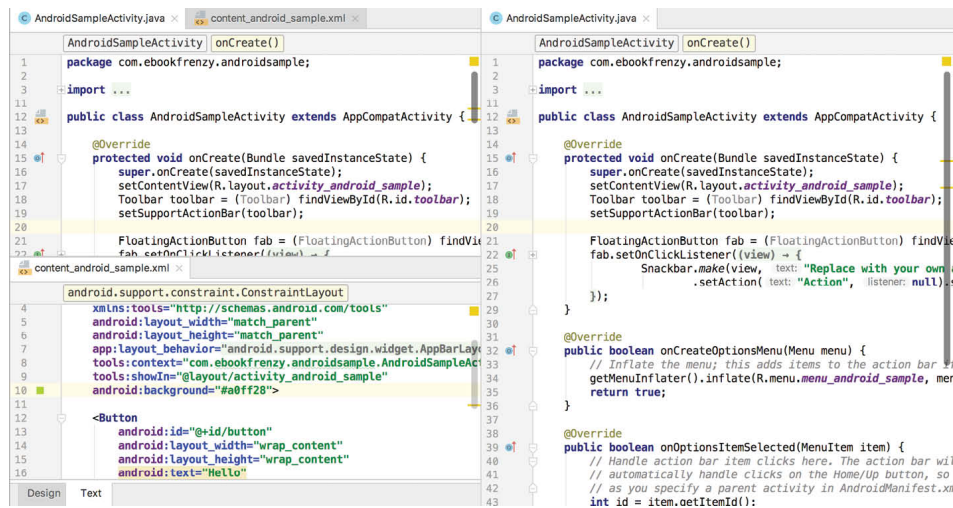 AndroidSampleActivity.java content_android_sample.xml
AndroidSampleActivity onCreate()
1 package com.ebookfrenzy.androidsample;
2
3 import ...
11
12 public class AndroidSampleActivity extends AppCompatActivity {
13
14 @Override
15 protected void onCreate(Bundle savedInstanceState) {
16 super.onCreate(savedInstanceState);
17 setContentView(R.layout.activity_android_sample);
18 Toolbar toolbar = (Toolbar) findViewById(R.id.toolbar);
19 setSupportActionBar(toolbar);
20
21 FloatingActionButton fab = (FloatingActionButton) findVie
22 fab.setOnClickListener((view) → {
content_android_sample.xml
android.support.constraint.ConstraintLayout
4 xmlns:tools="http://schemas.android.com/tools"
5 android:layout_width="match_parent"
6 android:layout_height="match_parent"
7 app:layout_behavior="android.support.design.widget.AppBarLayo
8 tools:context="com.ebookfrenzy.androidsample.AndroidSampleAct
9 tools:showIn="@layout/activity_android_sample"
10 android:background="#a0ff28">
11
12 <Button
13 android:id="@+id/button"
14 android:layout_width="wrap_content"
15 android:layout_height="wrap_content"
16 android:text="Hello"
Design Text
AndroidSampleActivity.java
AndroidSampleActivity onCreate()
1 package com.ebookfrenzy.androidsample;
2
3 import ...
11
12 public class AndroidSampleActivity extends AppCompatActivity {
13
14 @Override
15 protected void onCreate(Bundle savedInstanceState) {
16 super.onCreate(savedInstanceState);
17 setContentView(R.layout.activity_android_sample);
18 Toolbar toolbar = (Toolbar) findViewById(R.id.toolbar);
19 setSupportActionBar(toolbar);
20
21 FloatingActionButton fab = (FloatingActionButton) findVie
22 fab.setOnClickListener((view) → {
25 Snackbar.make(view, text: "Replace with your own a
26 .setAction( text: "Action", listener: null).s
27 });
29 }
30
31 @Override
32 public boolean onCreateOptionsMenu(Menu menu) {
33 // Inflate the menu; this adds items to the action bar if
34 getMenuInflater().inflate(R.menu.menu_android_sample, men
35 return true;
36 }
37
38 @Override
39 public boolean onOptionsItemSelected(MenuItem item) {
40 // Handle action bar item clicks here. The action bar wil
41 // automatically handle clicks on the Home/Up button, so
42 // as you specify a parent activity in AndroidManifest.xm
43 int id = item.getItemId();